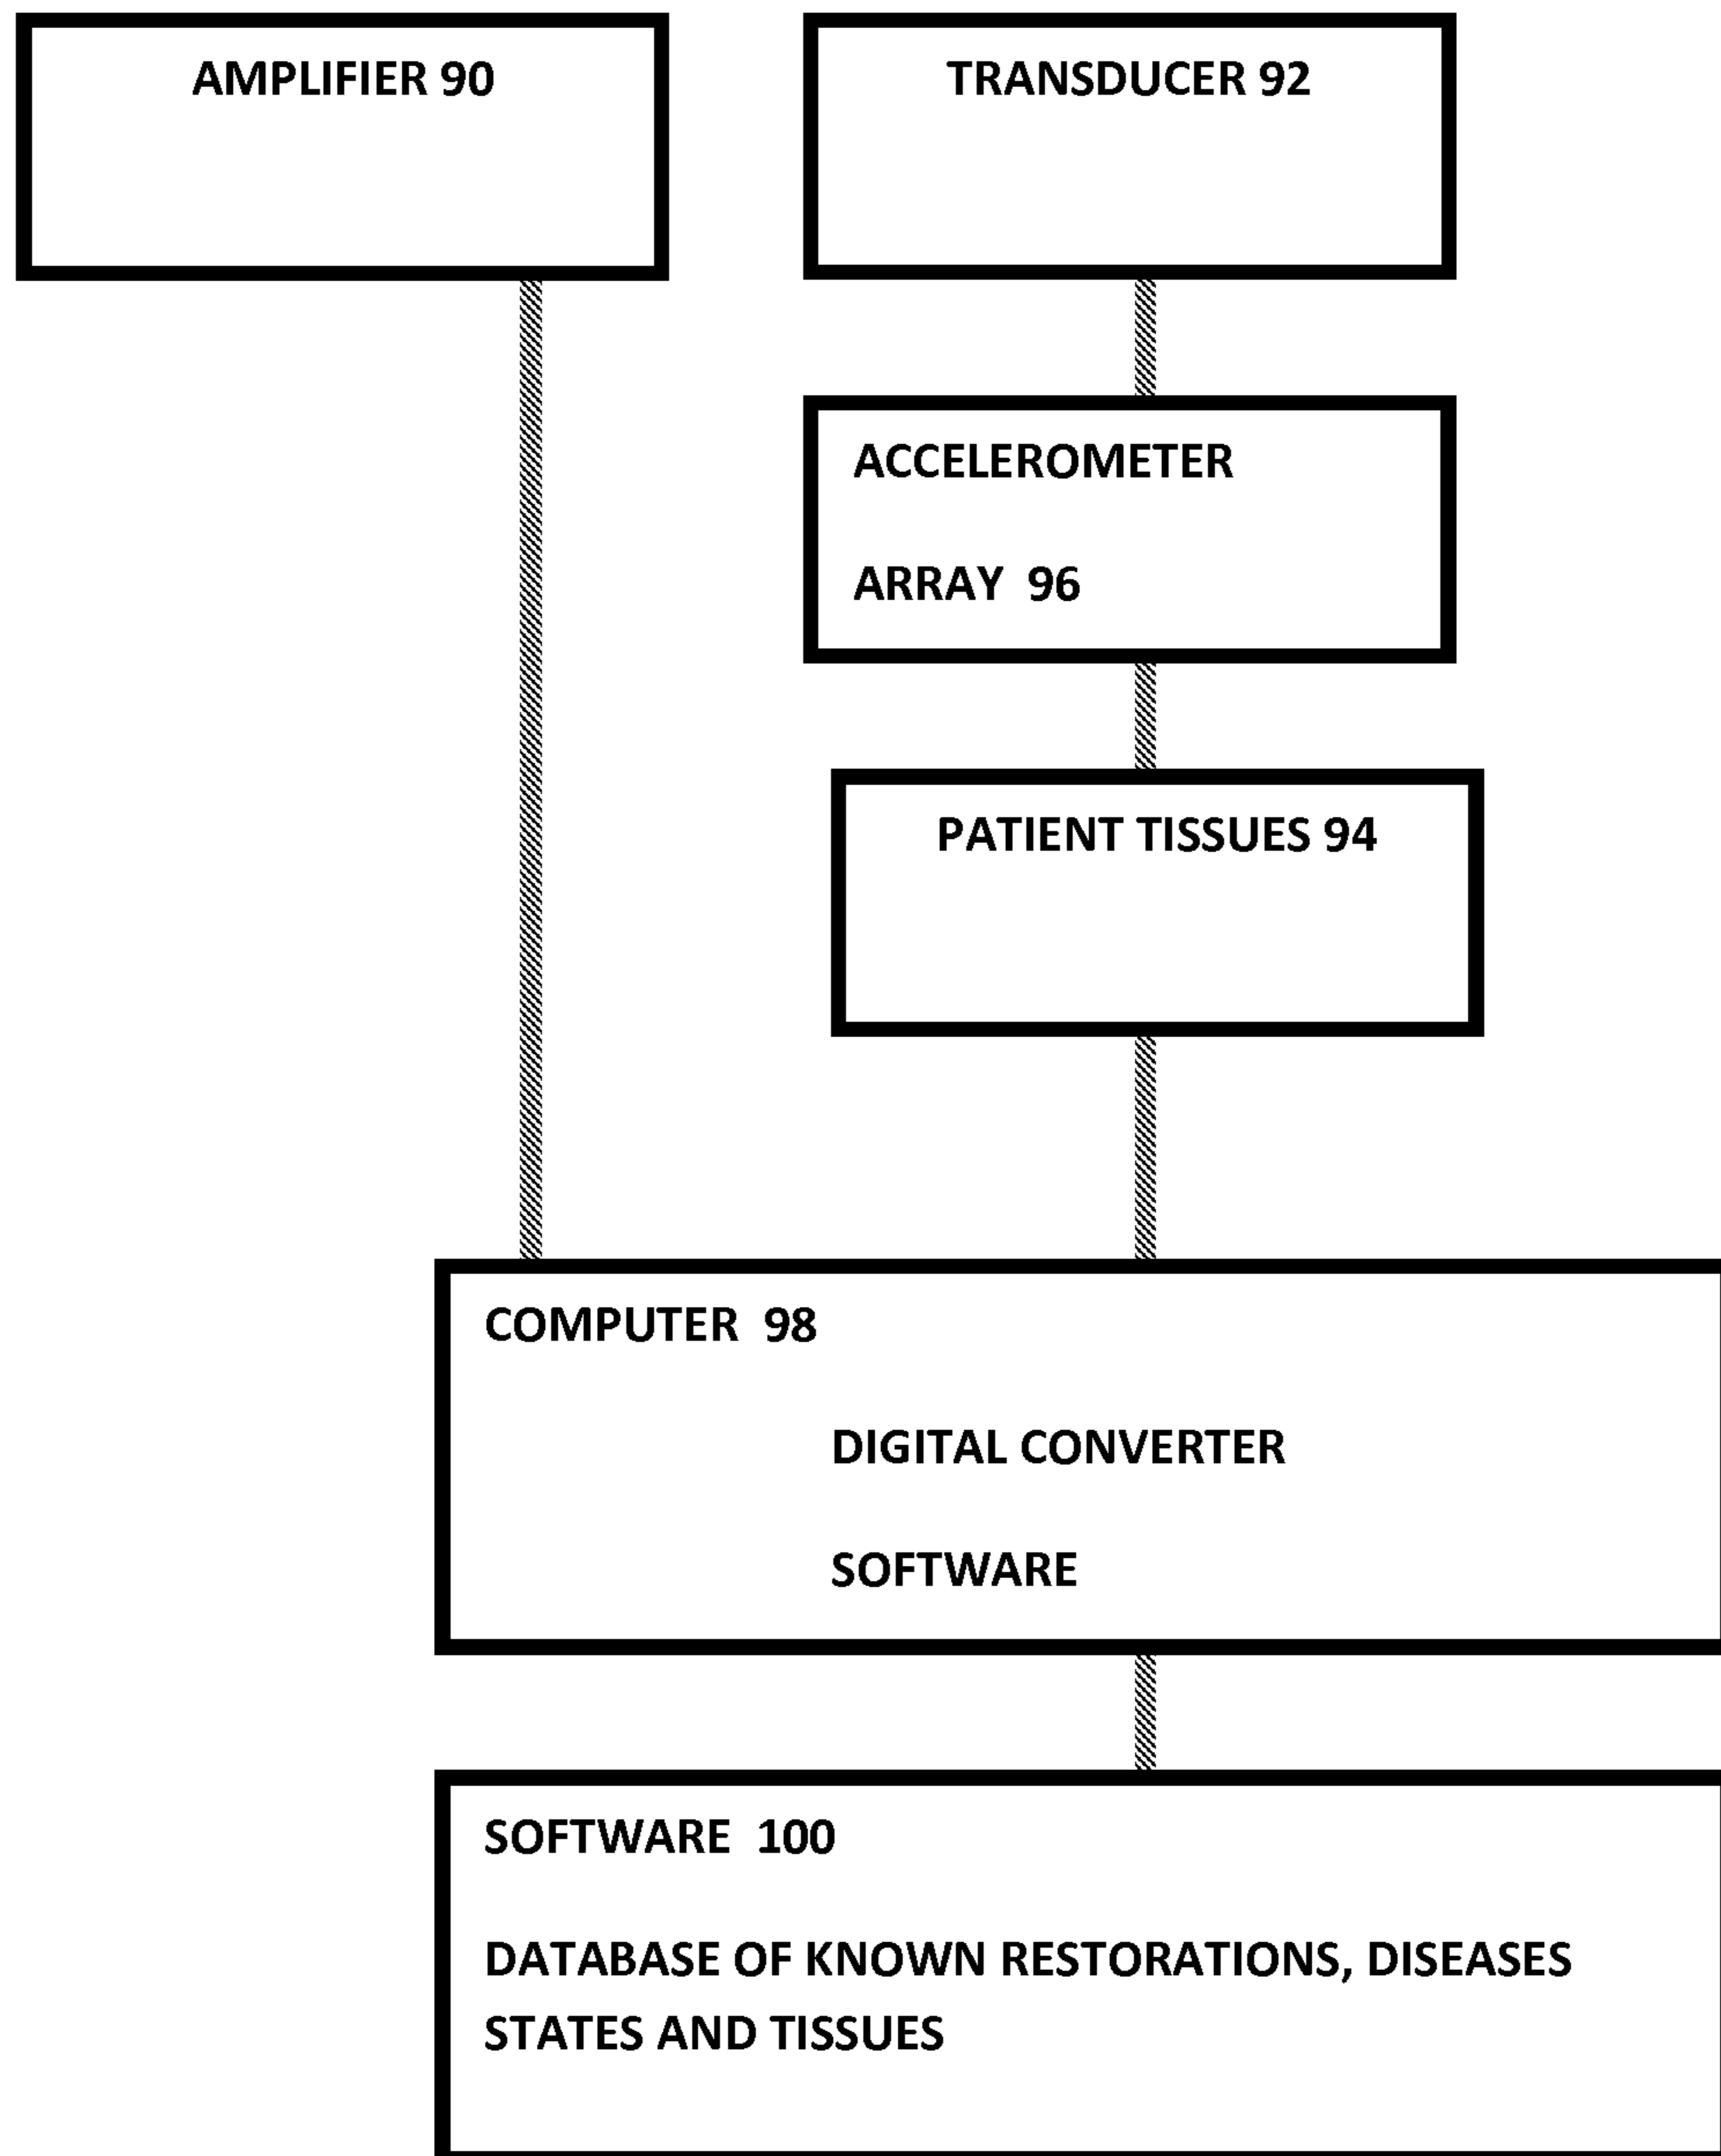 AMPLIFIER 90
TRANSDUCER 92
ACCELEROMETER
ARRAY 96
PATIENT TISSUES 94
COMPUTER 98
DIGITAL CONVERTER
SOFTWARE
SOFTWARE 100
DATABASE OF KNOWN RESTORATIONS, DISEASES
STATES AND TISSUES